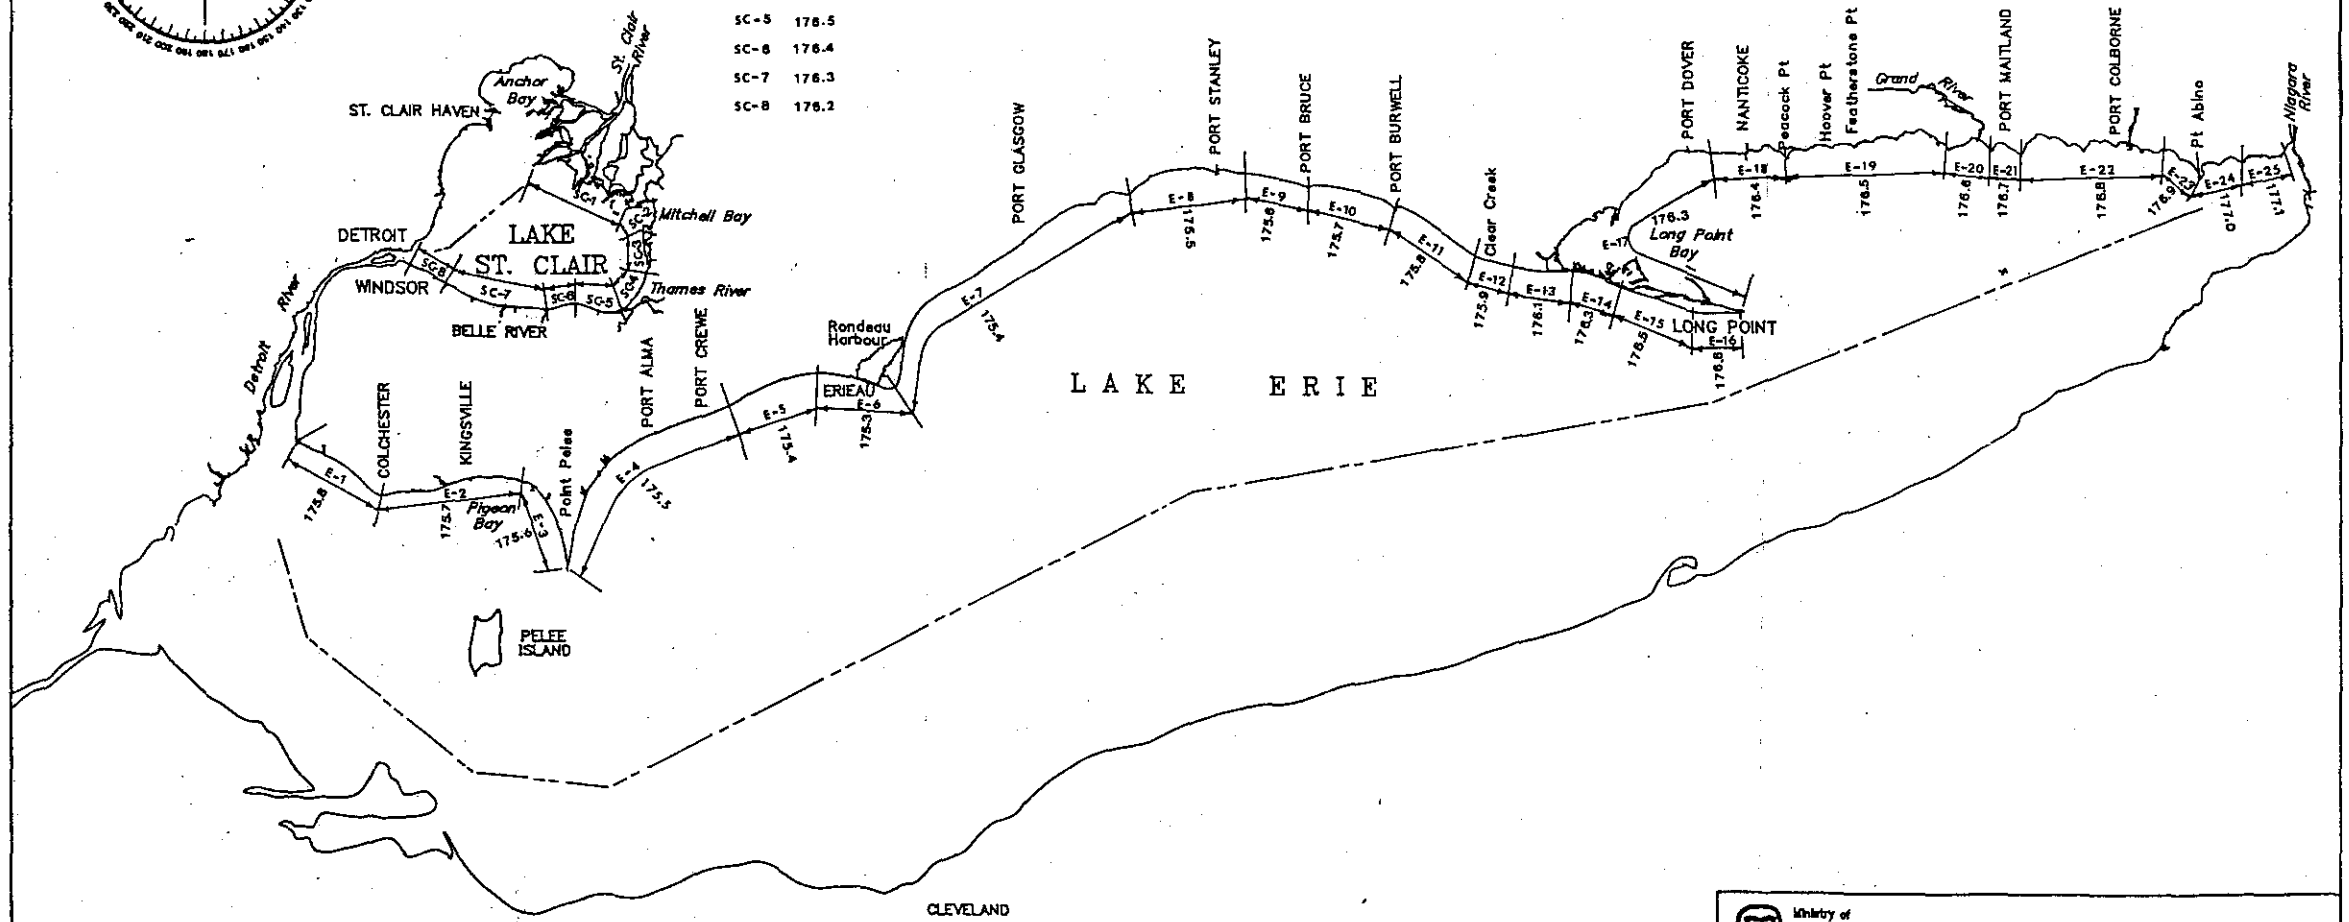 SC-5 176.5
SC-6 176.4
SC-7 176.3
SC-8 176.2
St. Clair
River
Anchor
Bay
ST. CLAIR HAVEN
SC-1
SC-2
Mitchell Bay
SC-3
LAKE
ST. CLAIR
DETROIT
SC-8
WINDSOR
SC-7
SC-6
SC-5
SC-4
Thames River
BELLE RIVER
Detroit River
COLCHESTER
KINGSVILLE
E-1
175.8
E-2
175.7
Pigeon
Bay
E-3
175.6
Point Pelee
PORT ALMA
PORT CREWE
E-4
175.5
E-5
175.4
Rondeau
Harbour
ERIEAU
E-6
175.3
E-7
175.4
PORT GLASGOW
PORT STANLEY
E-8
175.5
PORT BRUCE
E-9
175.6
PORT BURWELL
E-10
175.7
E-11
175.8
Clear Creek
E-12
175.9
E-13
176.1
E-14
176.3
E-15
176.5
LONG POINT
E-16
176.8
E-17
176.3
Long Point
Bay
PORT DOVER
NANTICOKE
Peacock Pt
Hoover Pt
Featherstone Pt
Grand River
PORT MAITLAND
PORT COLBORNE
Pt Abino
Niagara
River
E-18
176.4
E-19
176.5
E-20
176.6
E-21
176.7
E-22
176.8
E-23
176.9
E-24
177.0
E-25
177.1
LAKE ERIE
PELEE
ISLAND
CLEVELAND
Ministry of